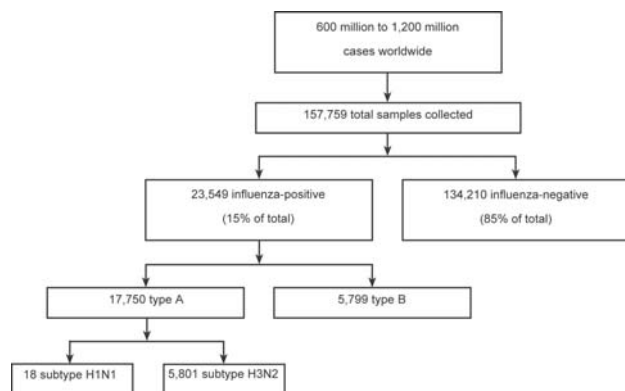 600 million to 1,200 million
cases worldwide
157,759 total samples collected
23,549 influenza-positive
(15% of total)
134,210 influenza-negative
(85% of total)
17,750 type A
5,799 type B
18 subtype H1N1
5,801 subtype H3N2